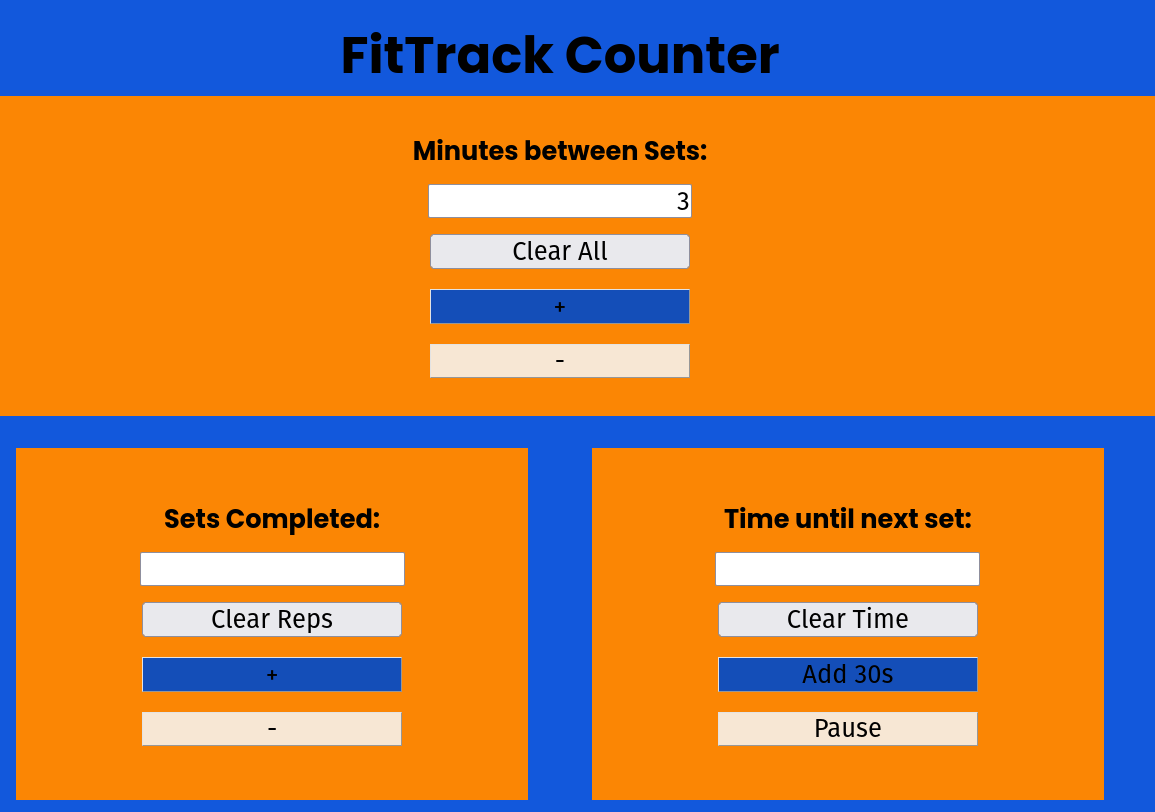 FitTrack Counter
Minutes between Sets:
3
Clear All
+
-
Sets Completed:
Clear Reps
+
-
Time until next set:
Clear Time
Add 30s
Pause